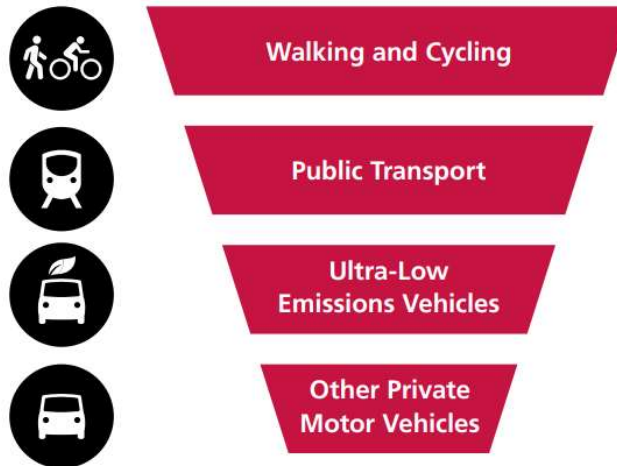 Walking and Cycling
Public Transport
Ultra-Low
Emissions Vehicles
Other Private
Motor Vehicles